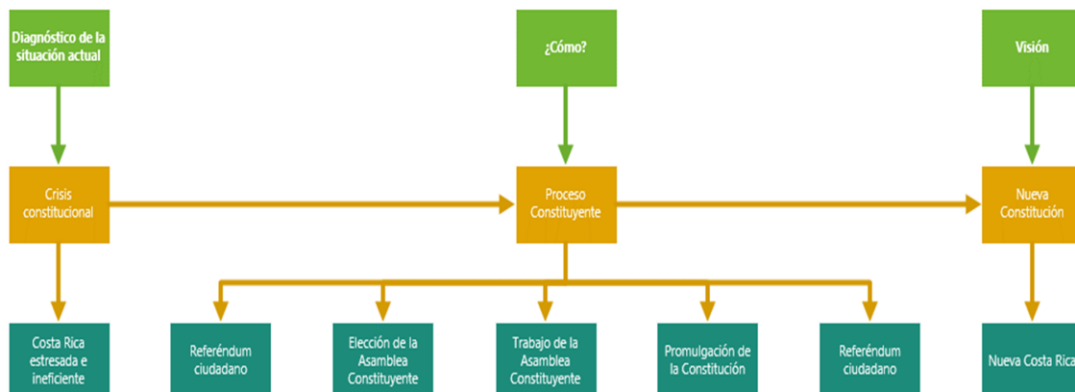 Diagnóstico de la
situación actual
¿Cómo?
Visión
Crisis
constitucional
Proceso
Constituyente
Nueva
Constitución
Costa Rica
estresada e
ineficiente
Referéndum
ciudadano
Elección de la
Asamblea
Constituyente
Trabajo de la
Asamblea
Constituyente
Promulgación de
la Constitución
Referéndum
ciudadano
Nueva Costa Rica